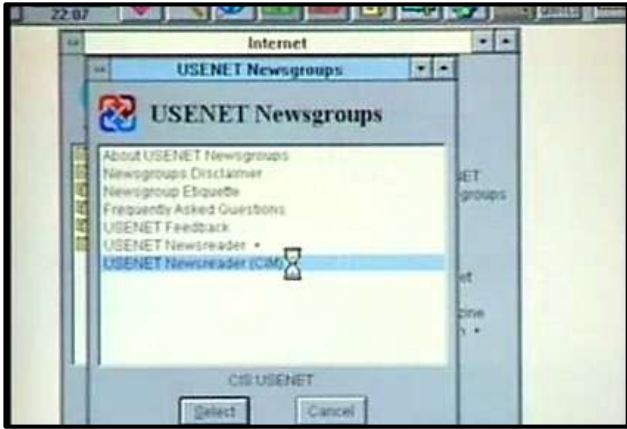 22:07
Internet
USENET Newsgroups
USENET Newsgroups
About USENET Newsgroups
Newsgroups Disclaimer
Newsgroup Etiquette
Frequently Asked Questions
USENET Feedback
USENET Newsreader +
USENET Newsreader (CIM)
groups
CIS:USENET
Select
Cancel